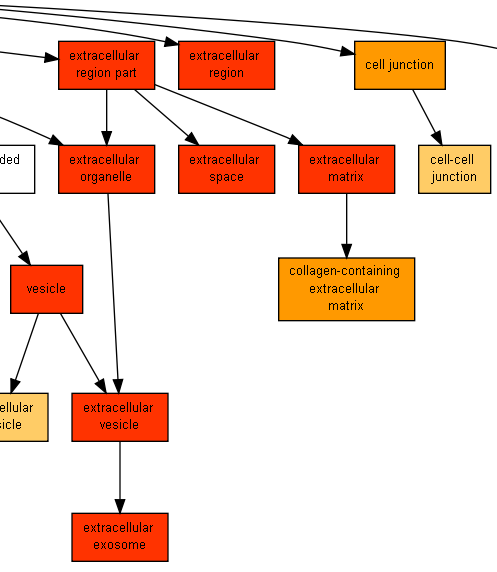 extracellular
region part
extracellular
region
cell junction
ded
extracellular
organelle
extracellular
space
extracellular
matrix
cell-cell
junction
vesicle
collagen-containing
extracellular
matrix
ellular
sicle
extracellular
vesicle
extracellular
exosome